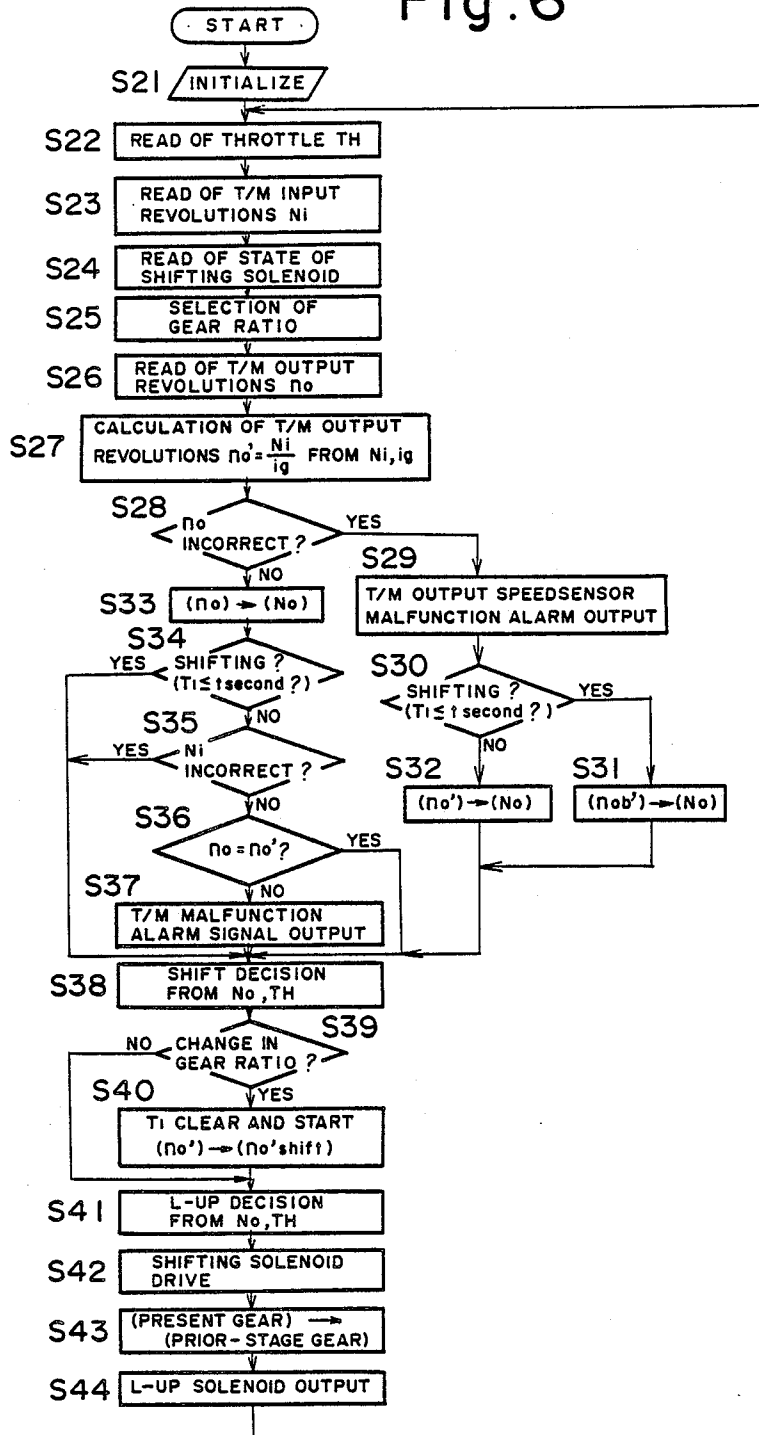 Fig.6
START
S21 INITIALIZE
S22 READ OF THROTTLE TH
S23 READ OF T/M INPUT
REVOLUTIONS Ni
S24 READ OF STATE OF
SHIFTING SOLENOID
S25 SELECTION OF
GEAR RATIO
S26 READ OF T/M OUTPUT
REVOLUTIONS no
S27 CALCULATION OF T/M OUTPUT
REVOLUTIONS no'=Ni/ig FROM Ni,ig
S28 no
INCORRECT?
YES
NO
S29
T/M OUTPUT SPEEDSENSOR
MALFUNCTION ALARM OUTPUT
S33 (no)→(No)
S34
YES SHIFTING?
(T1≤tsecond?)
NO
S30
SHIFTING?
(T1≤tsecond?)
YES
NO
S35
YES Ni
INCORRECT?
NO
S32
(no')→(No)
S31
(nob')→(No)
S36
no=no'?
YES
NO
S37
T/M MALFUNCTION
ALARM SIGNAL OUTPUT
S38 SHIFT DECISION
FROM No,TH
S39
NO CHANGE IN
GEAR RATIO?
YES
S40
T1 CLEAR AND START
(no')→(no'shift)
S41 L-UP DECISION
FROM No,TH
S42 SHIFTING SOLENOID
DRIVE
S43 (PRESENT GEAR)→
(PRIOR-STAGE GEAR)
S44 L-UP SOLENOID OUTPUT